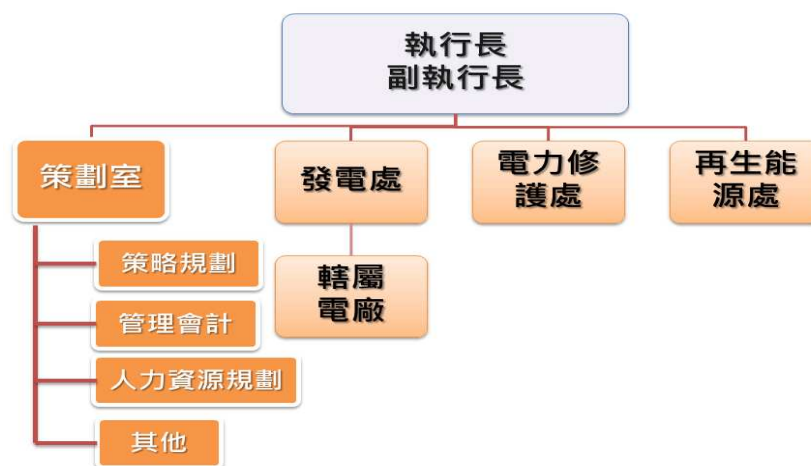 執行長
副執行長
策劃室
發電處
電力修
護處
再生能
源處
策略規劃
管理會計
人力資源規劃
其他
轄屬
電廠